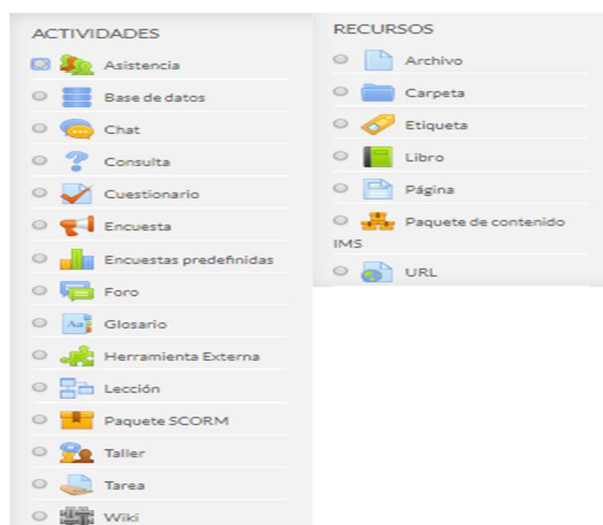 ACTIVIDADES
Asistencia
Base de datos
Chat
Consulta
Cuestionario
Encuesta
Encuestas predefinidas
Foro
Aa
Glosario
Herramienta Externa
Lección
Paquete SCORM
Taller
Tarea
Wiki
RECURSOS
Archivo
Carpeta
Etiqueta
Libro
Página
Paquete de contenido
IMS
URL